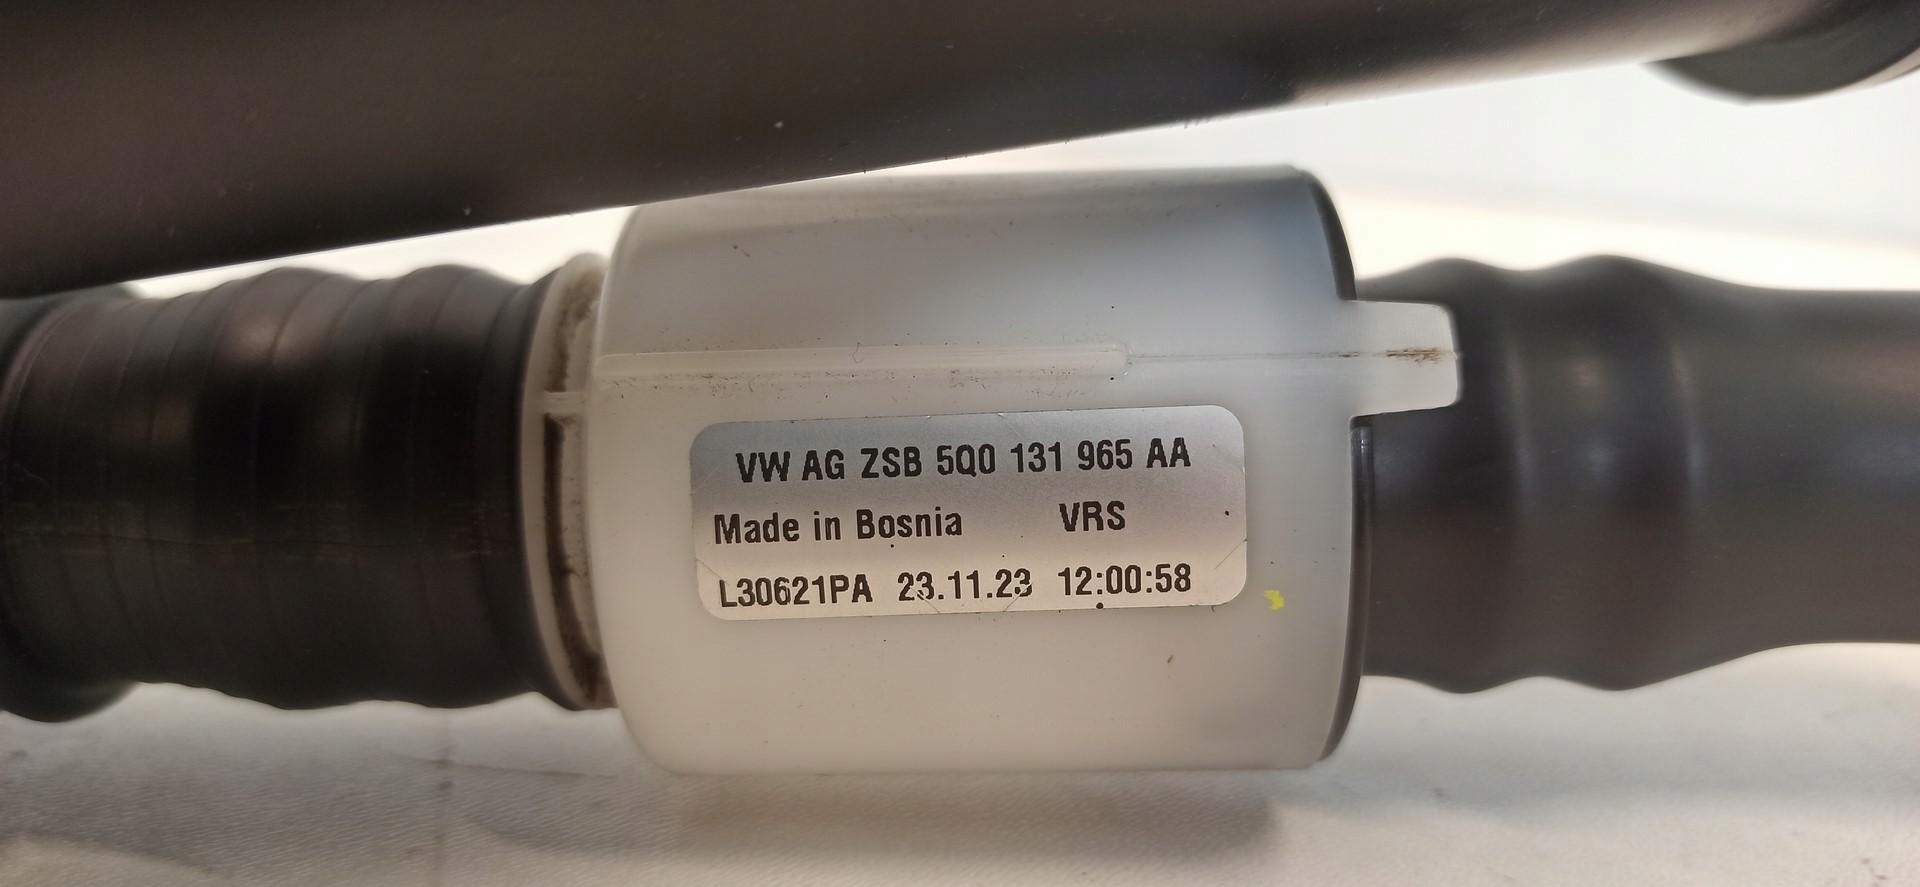 VW AG ZSB 5Q0 131 965 AA
Made in Bosnia VRS
L30621PA 23.11.23 12:00:58